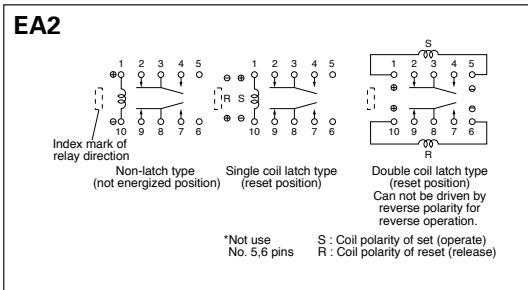 EA2
S
1 2 3 4 5
1 2 3 4 5
1 2 3 4 5
⊕
⊖ ⊖
R S
⊕ ⊖
⊖
⊕ ⊕
⊕ ⊖
10 9 8 7 6
10 9 8 7 6
10 9 8 7 6
R
Index mark of
relay direction
Non-latch type
(not energized position)
Single coil latch type
(reset position)
Double coil latch type
(reset position)
Can not be driven by
reverse polarity for
reverse operation.
*Not use
No. 5,6 pins
S : Coil polarity of set (operate)
R : Coil polarity of reset (release)